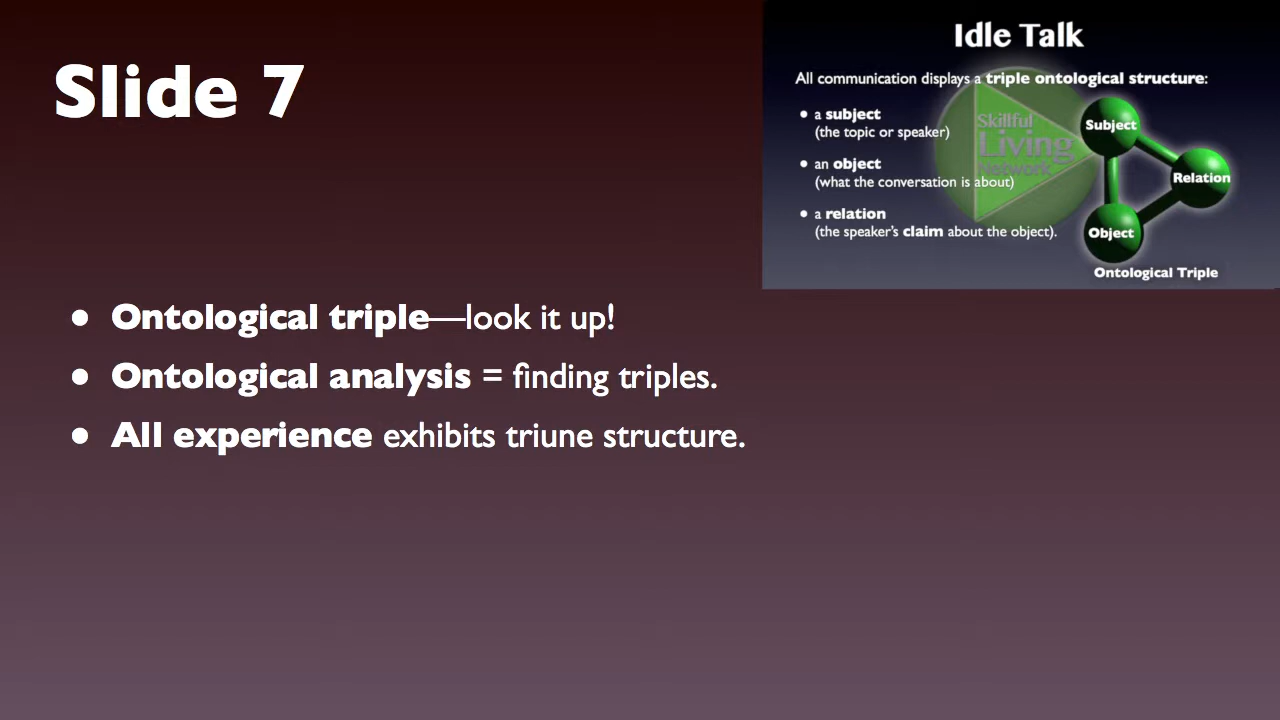 Slide 7
• Ontological triple—look it up!
• Ontological analysis = finding triples.
• All experience exhibits triune structure.
Idle Talk
All communication displays a triple ontological structure:
• a subject
(the topic or speaker)
• an object
(what the conversation is about)
• a relation
(the speaker's claim about the object).
Skillful
Living
Network
Subject
Relation
Object
Ontological Triple